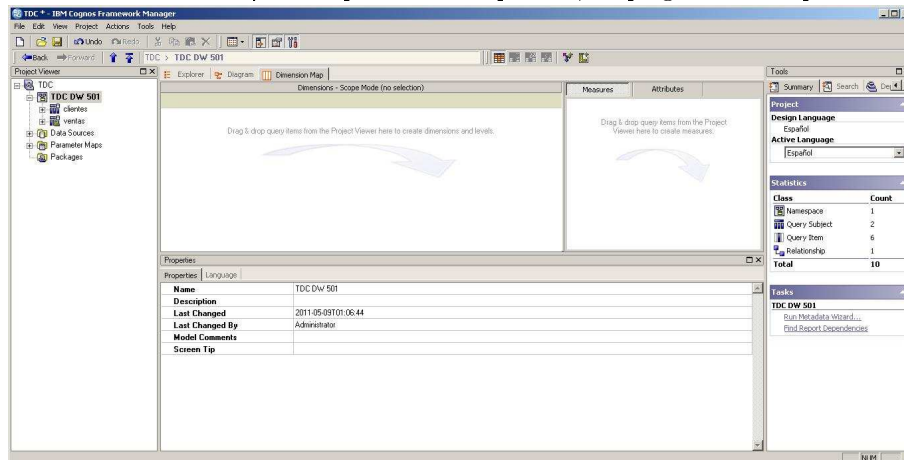 TDC * - IBM Cognos Framework Manager
File Edit View Project Actions Tools Help
Undo Redo
Back Forward TDC > TDC DW 501
Project Viewer
TDC
TDC DW 501
clientes
ventas
Data Sources
Parameter Maps
Packages
Explorer Diagram Dimension Map
Dimensions - Scope Mode (no selection)
Drag & drop query items from the Project Viewer here to create dimensions and levels.
Measures Attributes
Drag & drop query items from the Project
Viewer here to create measures.
Properties
Properties Language
Name TDC DW 501
Description
Last Changed 2011-05-09T01:06:44
Last Changed By Administrator
Model Comments
Screen Tip
Tools
Summary Search
Project
Design Language
Español
Active Language
Español
Statistics
Class Count
Namespace 1
Query Subject 2
Query Item 6
Relationship 1
Total 10
Tasks
TDC DW 501
Run Metadata Wizard...
Find Report Dependencies
NUM